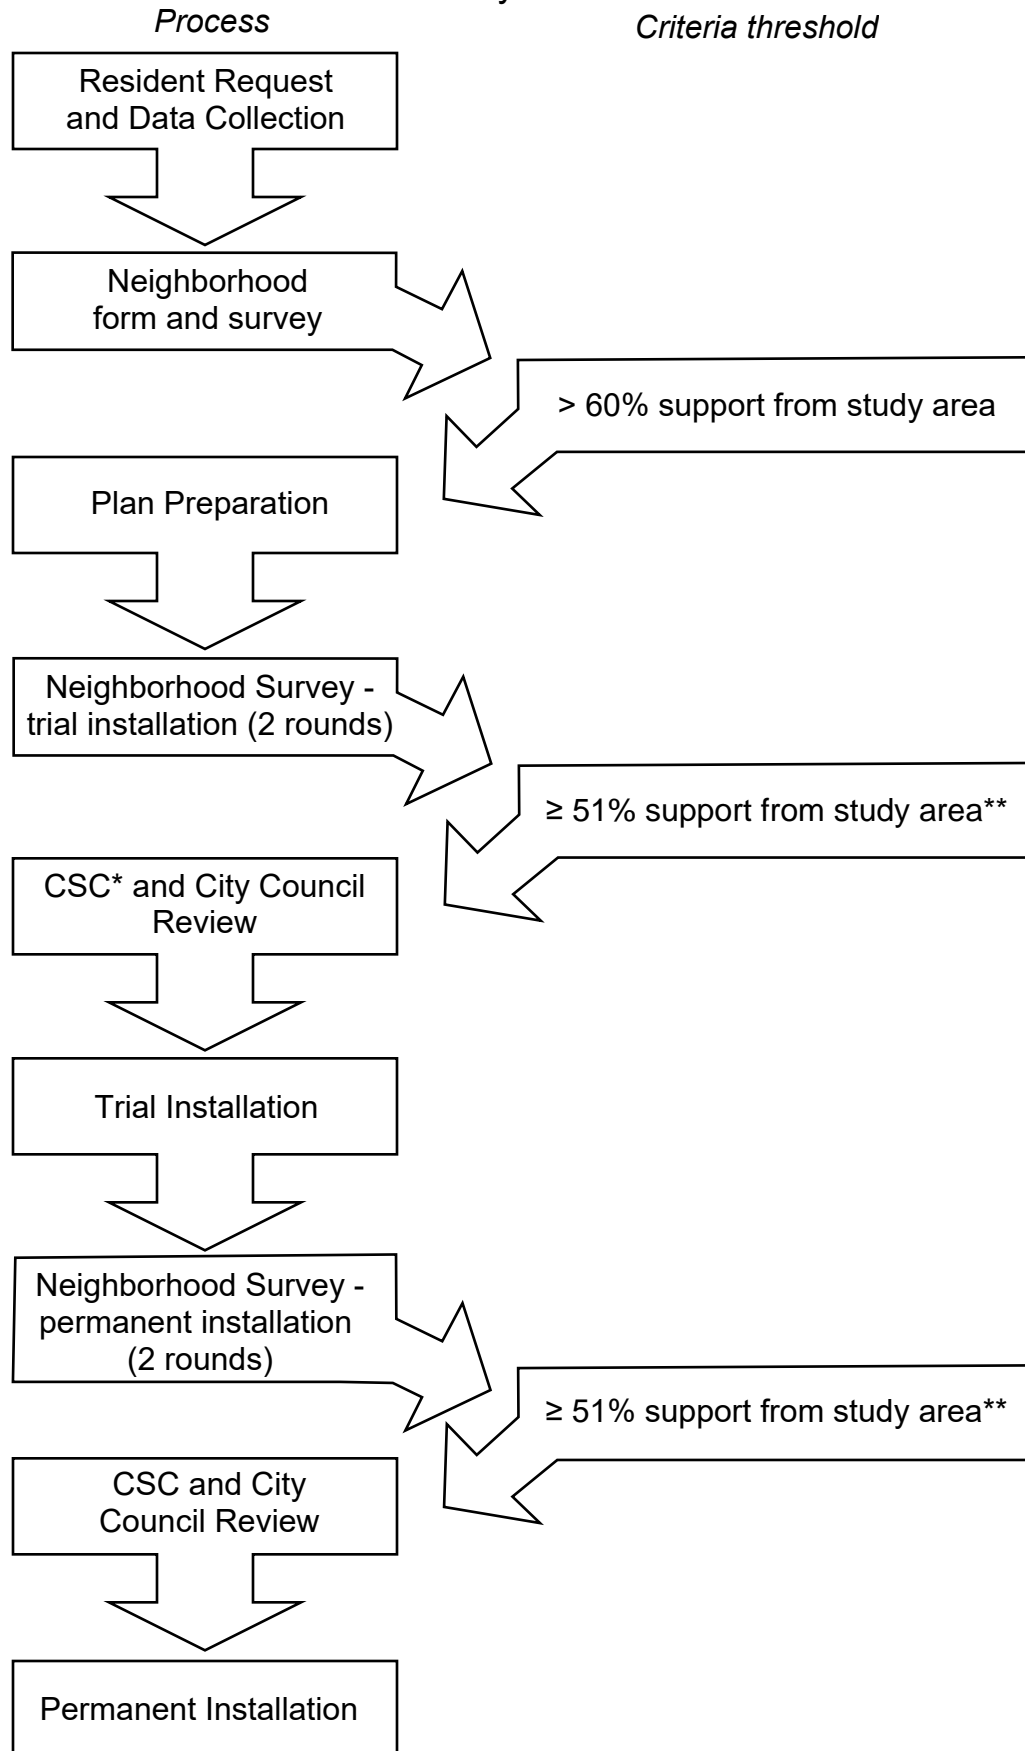 Process
Criteria threshold
Resident Request
and Data Collection
Neighborhood
form and survey
> 60% support from study area
Plan Preparation
Neighborhood Survey -
trial installation (2 rounds)
≥ 51% support from study area**
CSC* and City Council
Review
Trial Installation
Neighborhood Survey -
permanent installation
(2 rounds)
≥ 51% support from study area**
CSC and City
Council Review
Permanent Installation